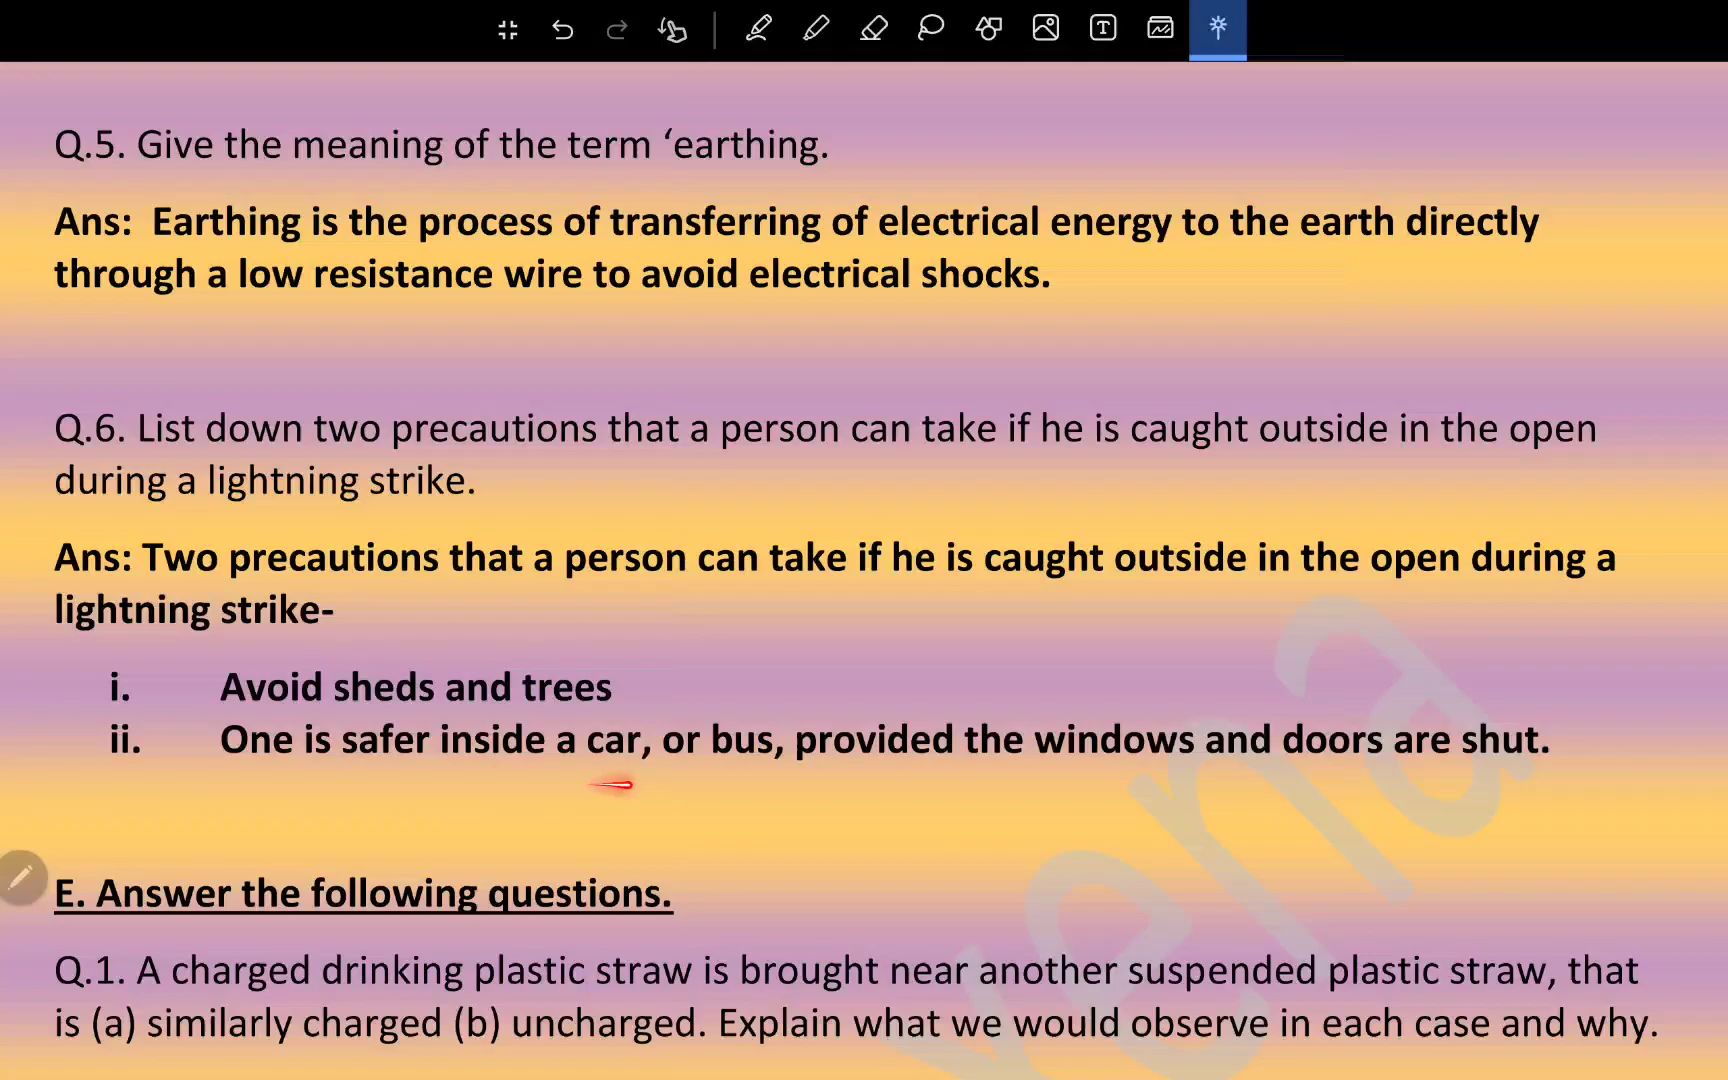 Q.5. Give the meaning of the term ‘earthing.
Ans:  Earthing is the process of transferring of electrical energy to the earth directly
through a low resistance wire to avoid electrical shocks.
Q.6. List down two precautions that a person can take if he is caught outside in the open
during a lightning strike.
Ans: Two precautions that a person can take if he is caught outside in the open during a
lightning strike-
i. Avoid sheds and trees
ii. One is safer inside a car, or bus, provided the windows and doors are shut.
E. Answer the following questions.
Q.1. A charged drinking plastic straw is brought near another suspended plastic straw, that
is (a) similarly charged (b) uncharged. Explain what we would observe in each case and why.